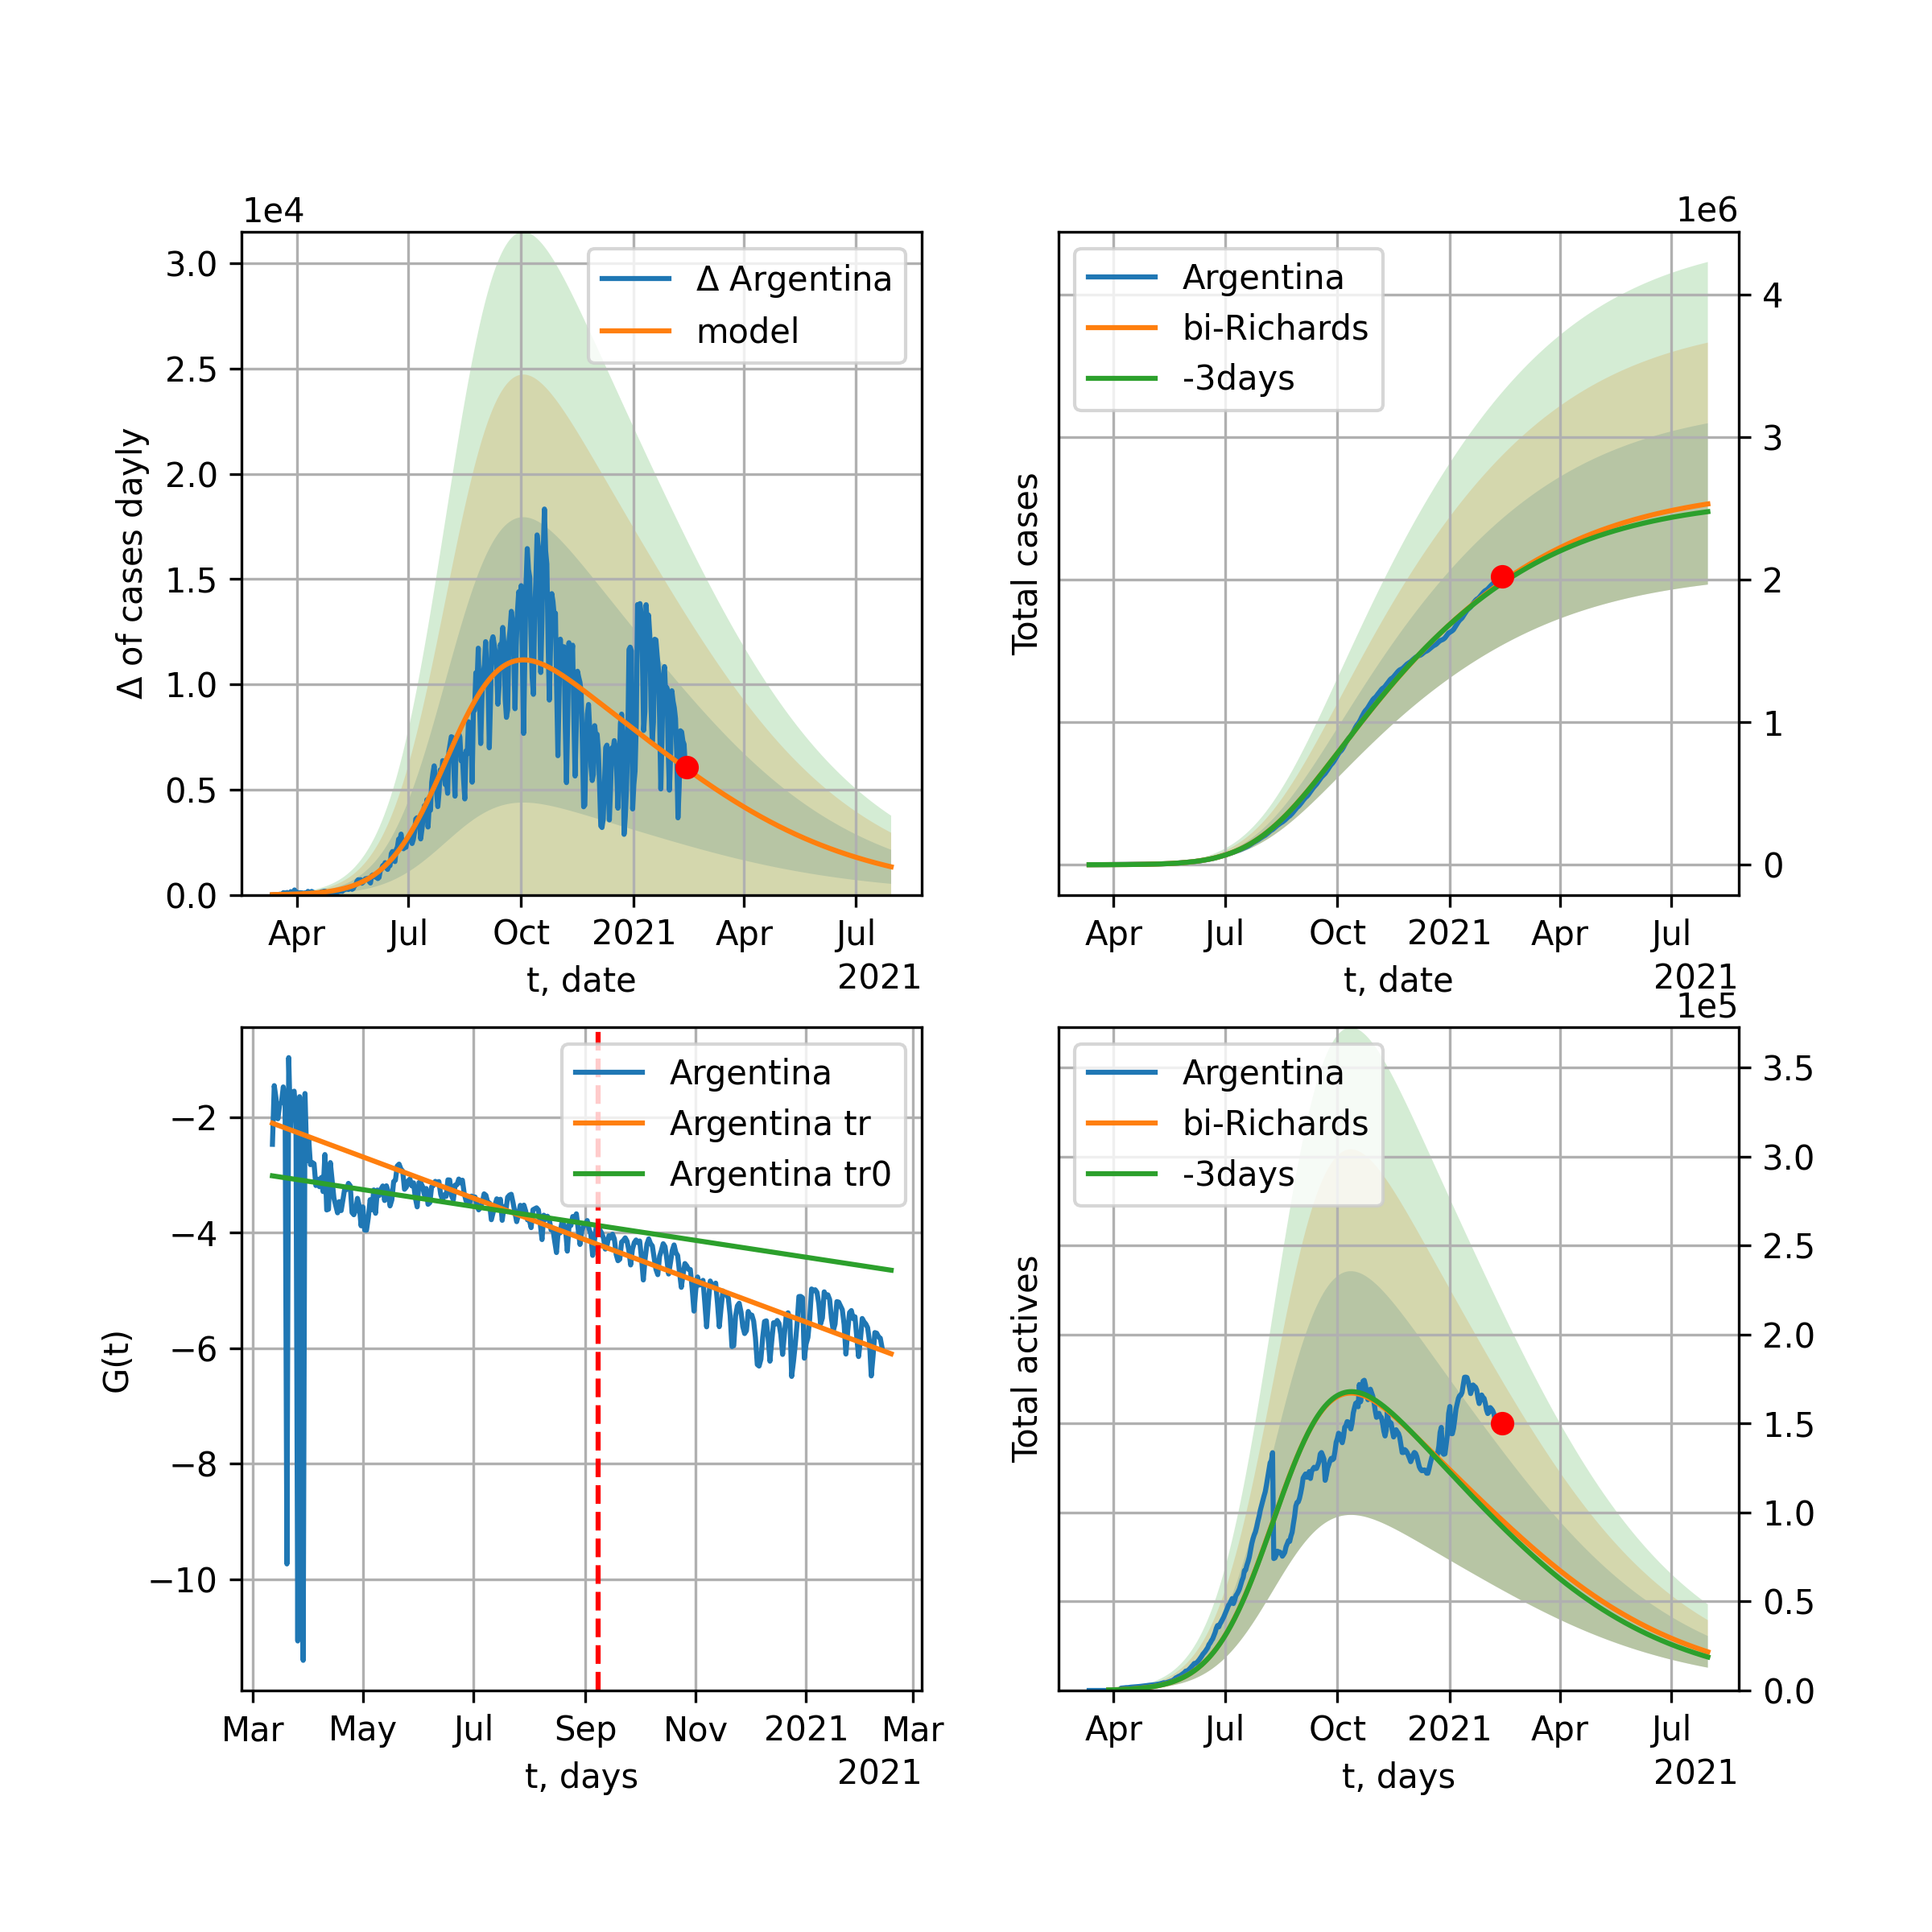 1e4
3.0
2.5
2.0
1.5
1.0
0.5
0.0
Δ of cases dayly
Δ Argentina
model
Apr Jul Oct 2021 Apr Jul
t, date
2021
1e6
4
3
2
1
0
Total cases
Argentina
bi-Richards
-3days
Apr Jul Oct 2021 Apr Jul
t, date
2021
−2
−4
−6
−8
−10
G(t)
Argentina
Argentina tr
Argentina tr0
Mar May Jul Sep Nov 2021 Mar
t, days
2021
1e5
3.5
3.0
2.5
2.0
1.5
1.0
0.5
0.0
Total actives
Argentina
bi-Richards
-3days
Apr Jul Oct 2021 Apr Jul
t, days
2021